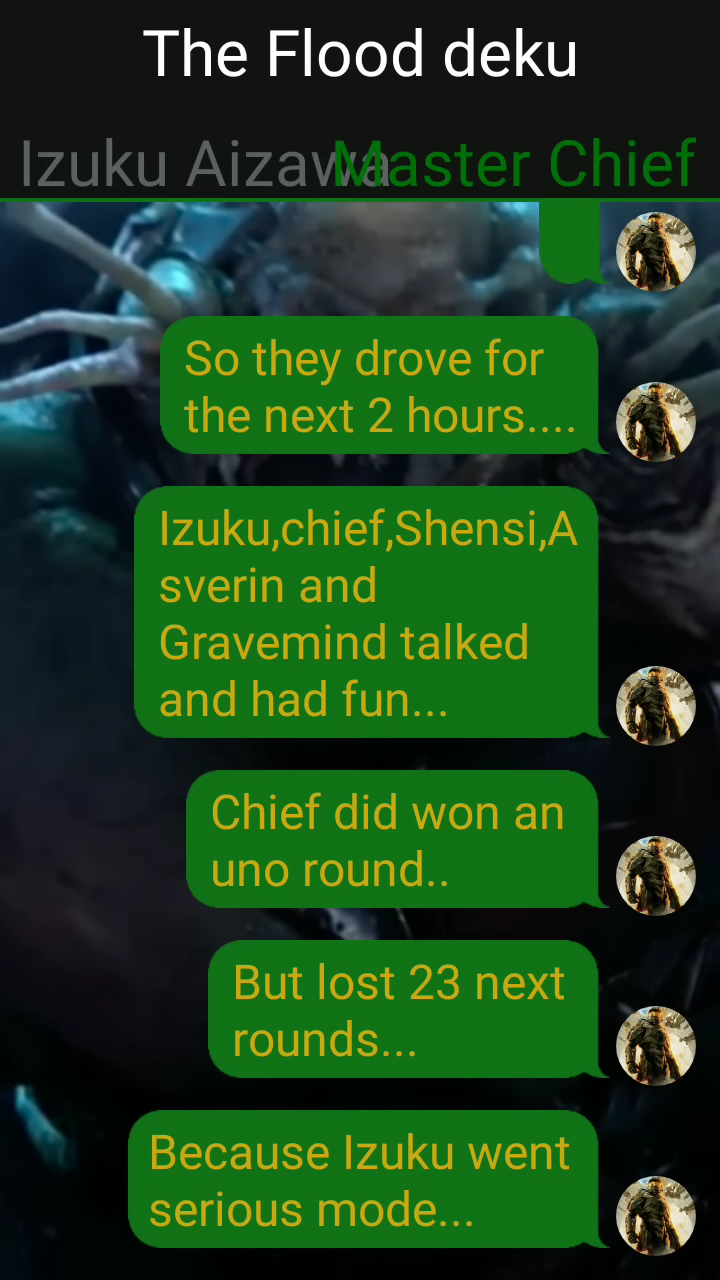 The Flood deku
Izuku Aizawa Master Chief
So they drove for
the next 2 hours....
Izuku,chief,Shensi,A
sverin and
Gravemind talked
and had fun...
Chief did won an
uno round..
But lost 23 next
rounds...
Because Izuku went
serious mode...